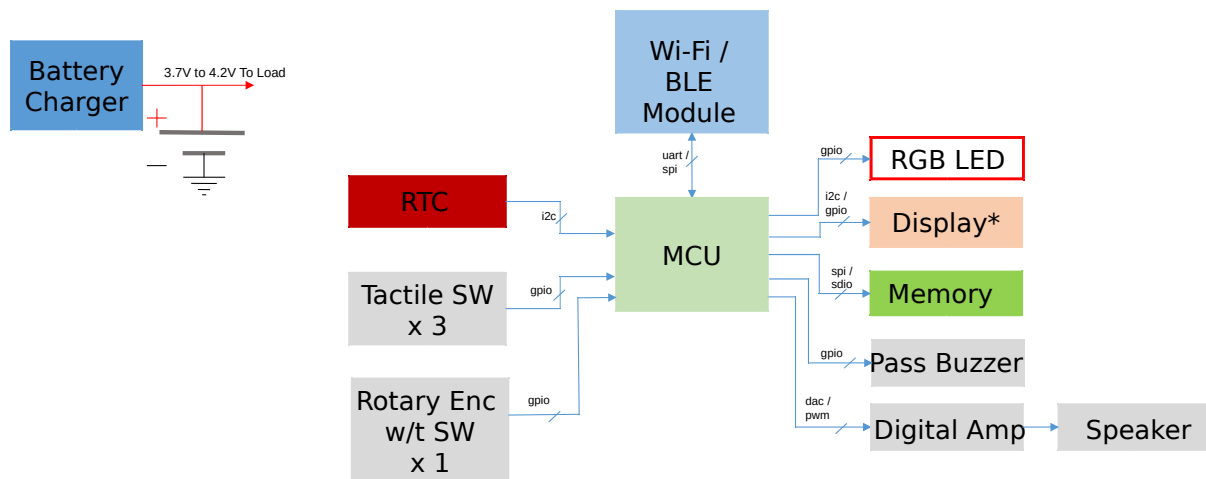 Battery
Charger
3.7V to 4.2V To Load
+
−
Wi-Fi /
BLE
Module
uart /
spi
RTC
i2c
Tactile SW
x 3
gpio
Rotary Enc
w/t SW
x 1
gpio
MCU
gpio
RGB LED
i2c /
gpio
Display*
spi /
sdio
Memory
gpio
Pass Buzzer
dac /
pwm
Digital Amp
Speaker